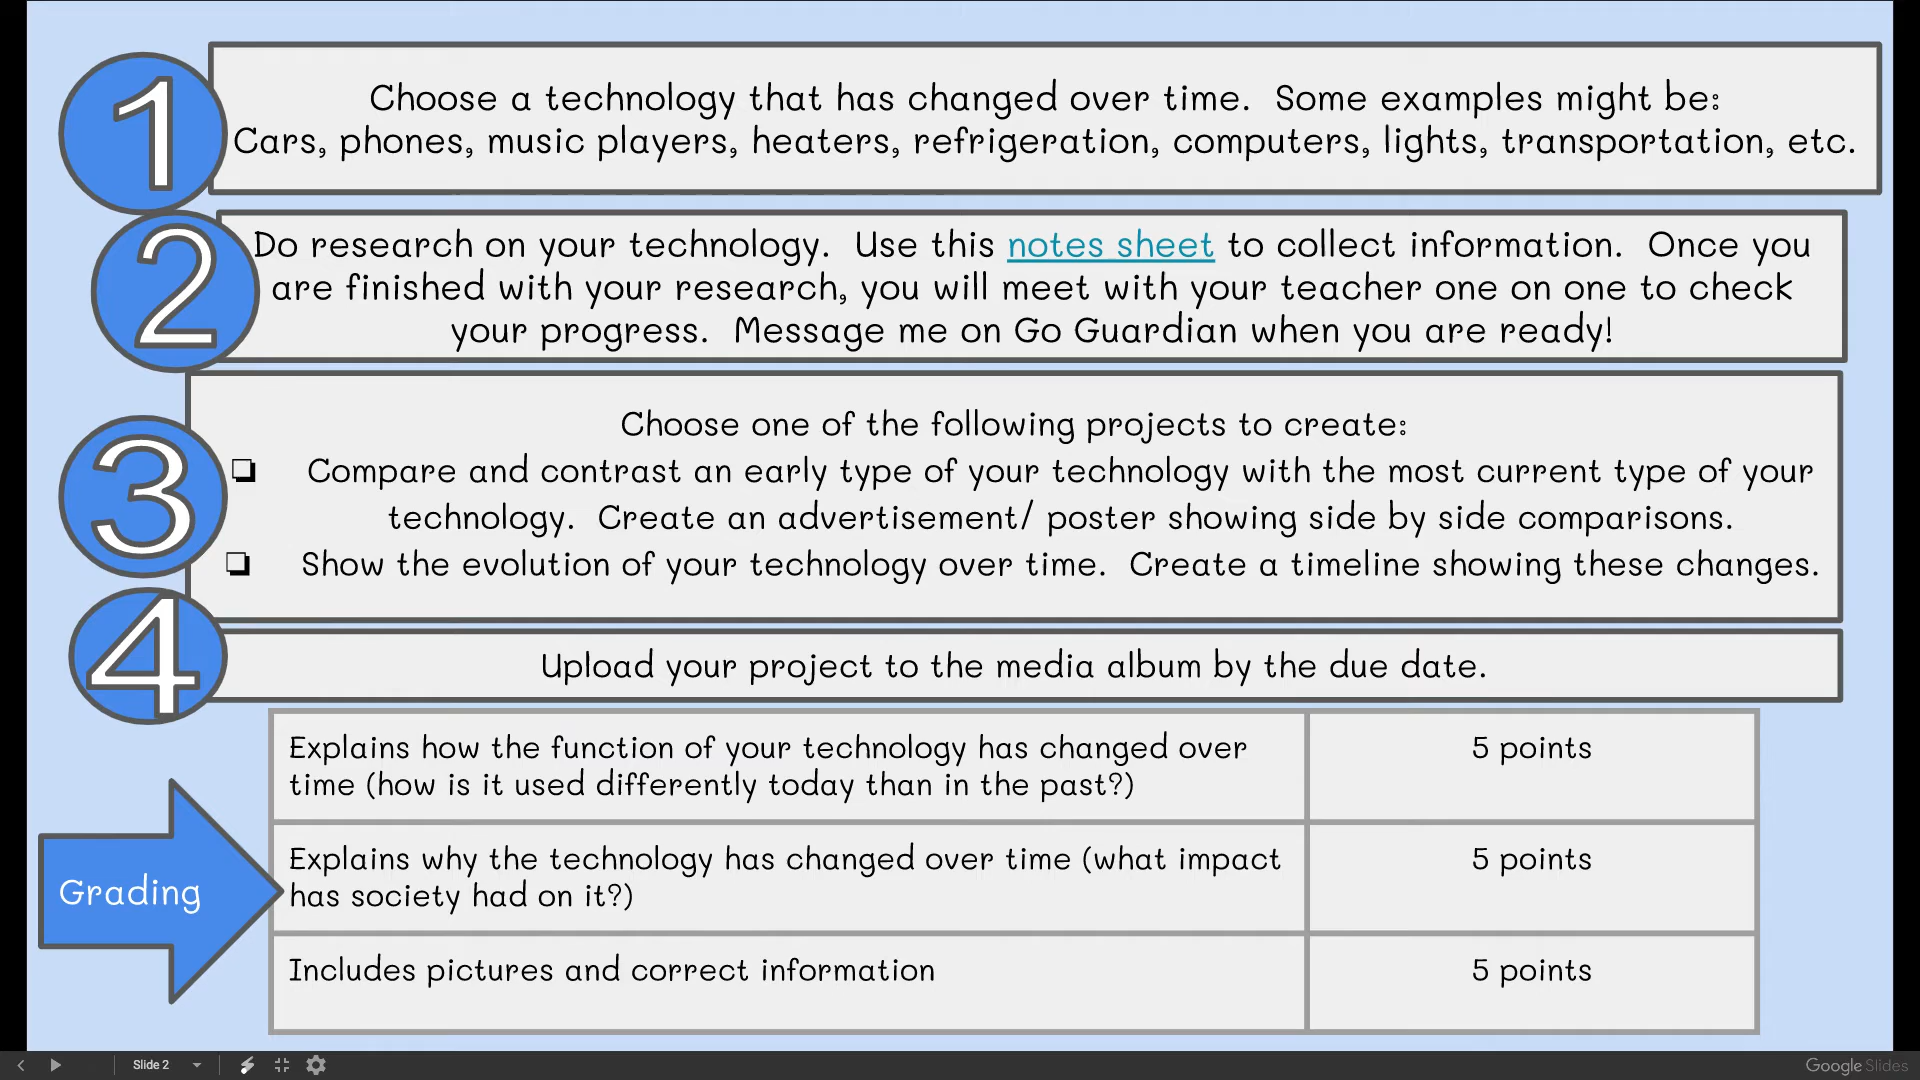 1
Choose a technology that has changed over time. Some examples might be:
Cars, phones, music players, heaters, refrigeration, computers, lights, transportation, etc.
2
Do research on your technology. Use this notes sheet to collect information. Once you
are finished with your research, you will meet with your teacher one on one to check
your progress. Message me on Go Guardian when you are ready!
3
Choose one of the following projects to create:
❏ Compare and contrast an early type of your technology with the most current type of your
technology. Create an advertisement/ poster showing side by side comparisons.
❏ Show the evolution of your technology over time. Create a timeline showing these changes.
4
Upload your project to the media album by the due date.
Grading
Explains how the function of your technology has changed over
time (how is it used differently today than in the past?)
5 points
Explains why the technology has changed over time (what impact
has society had on it?)
5 points
Includes pictures and correct information
5 points
Slide 2
Google Slides